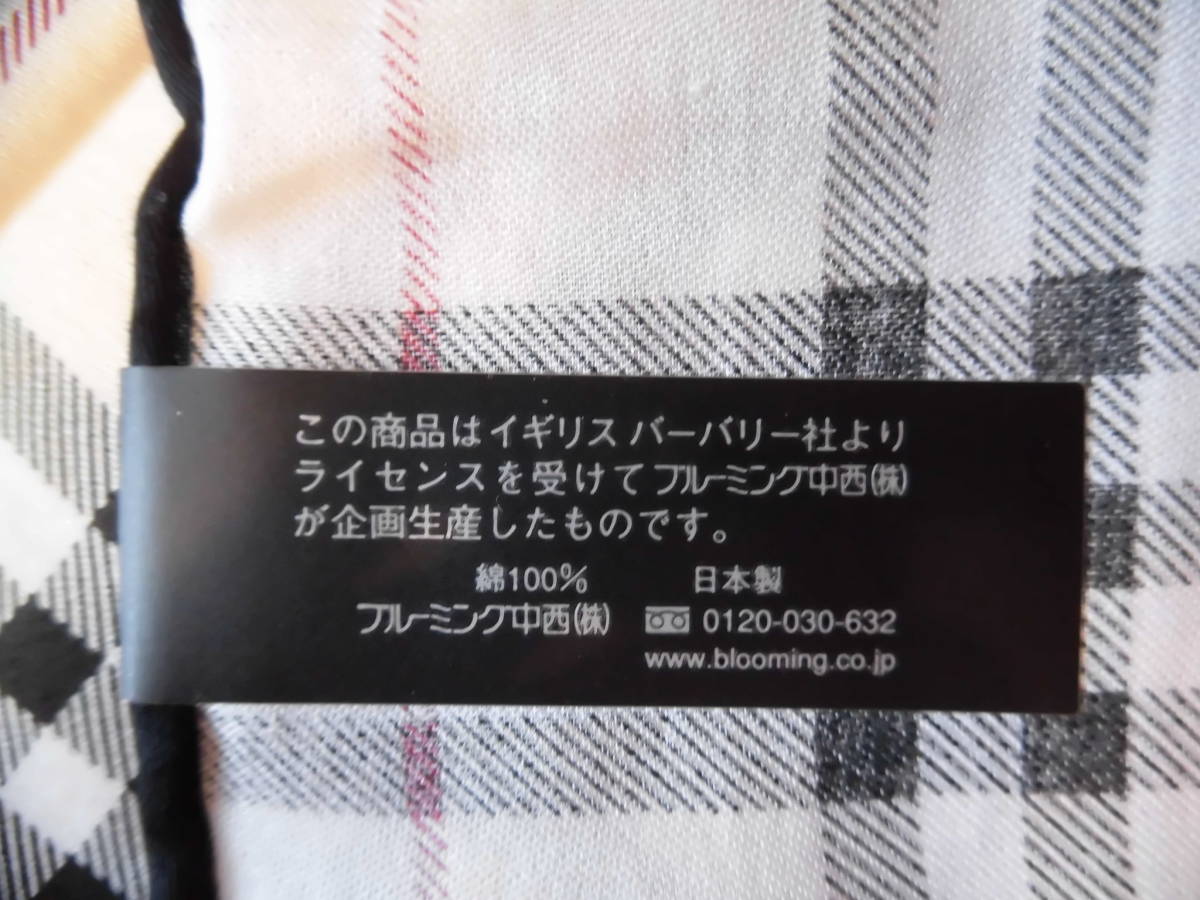 この商品はイギリス バーバリー社より
ライセンスを受けてブルーミング中西㈱
が企画生産したものです。
綿100% 日本製
ブルーミング中西㈱ 0120-030-632
www.blooming.co.jp